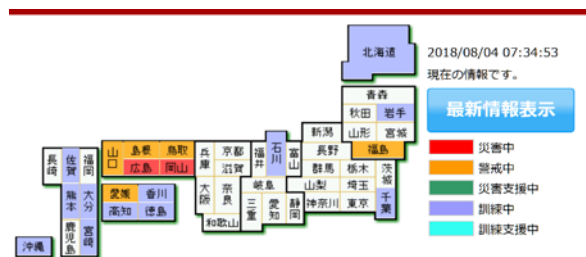 北海道
2018/08/04 07:34:53
現在の情報です。
最新情報表示
青森
秋田 岩手
山形 宮城
福島
新潟
富山
石川
福井
長野
群馬 栃木
茨城
山梨 埼玉
神奈川 東京
千葉
静岡
愛知
岐阜
三重
京都
滋賀
兵庫
大阪
奈良
和歌山
山口
島根 鳥取
広島 岡山
愛媛 香川
高知 徳島
長崎
佐賀
福岡
熊本
大分
鹿児島
宮崎
沖縄
災害中
警戒中
災害支援中
訓練中
訓練支援中